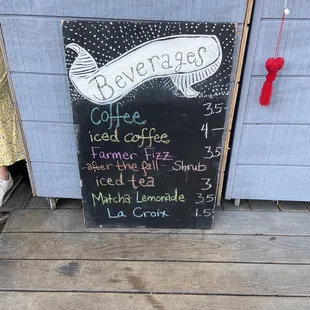 Beverages
Coffee 3.5
iced coffee 4-
Farmer Fizz 3.5
-after the fall- Shrub
iced tea 3
Matcha Lemonade 3.5
La Croix 1.5